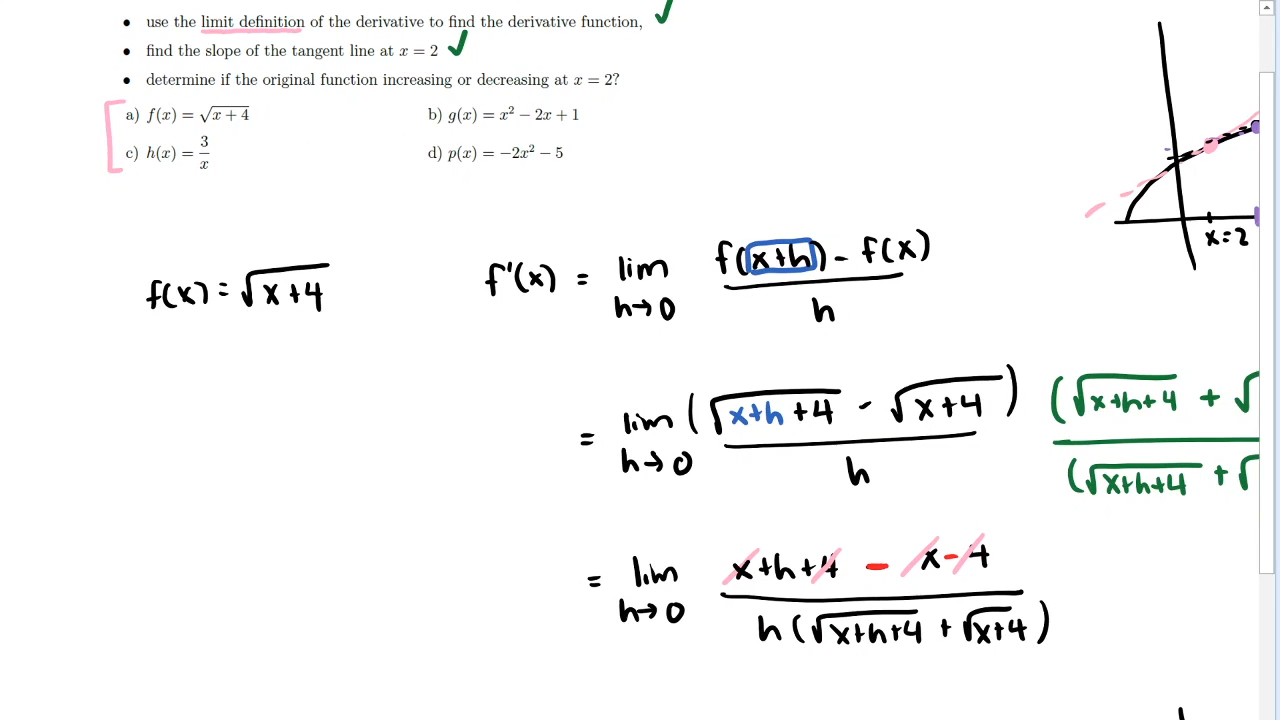 • use the limit definition of the derivative to find the derivative function,
• find the slope of the tangent line at x = 2
• determine if the original function increasing or decreasing at x = 2?
a) f(x) = √(x + 4) b) g(x) = x² − 2x + 1
c) h(x) = 3/x d) p(x) = −2x² − 5
x = 2
f(x) = √(x+4) f'(x) = lim h→0 (f(x+h) - f(x))/h
= lim h→0 (√(x+h+4) - √(x+4))/h (√(x+h+4) + √ / (√(x+h+4) + √
= lim h→0 (x+h+4 - x-4)/(h(√(x+h+4) + √(x+4)))